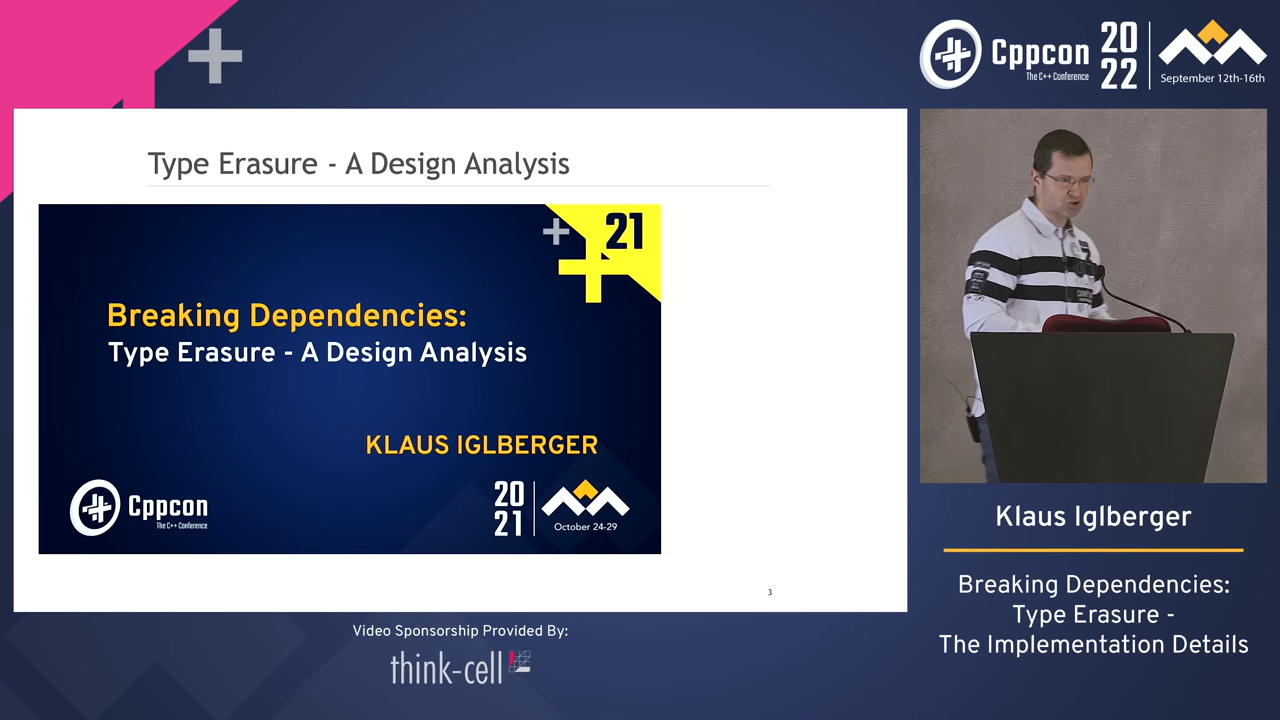 Cppcon
The C++ Conference
20
22
September 12th-16th
Type Erasure - A Design Analysis
21
Breaking Dependencies:
Type Erasure - A Design Analysis
KLAUS IGLBERGER
Cppcon
The C++ Conference
20
21
October 24-29
3
Klaus Iglberger
Breaking Dependencies:
Type Erasure -
The Implementation Details
Video Sponsorship Provided By:
think-cell